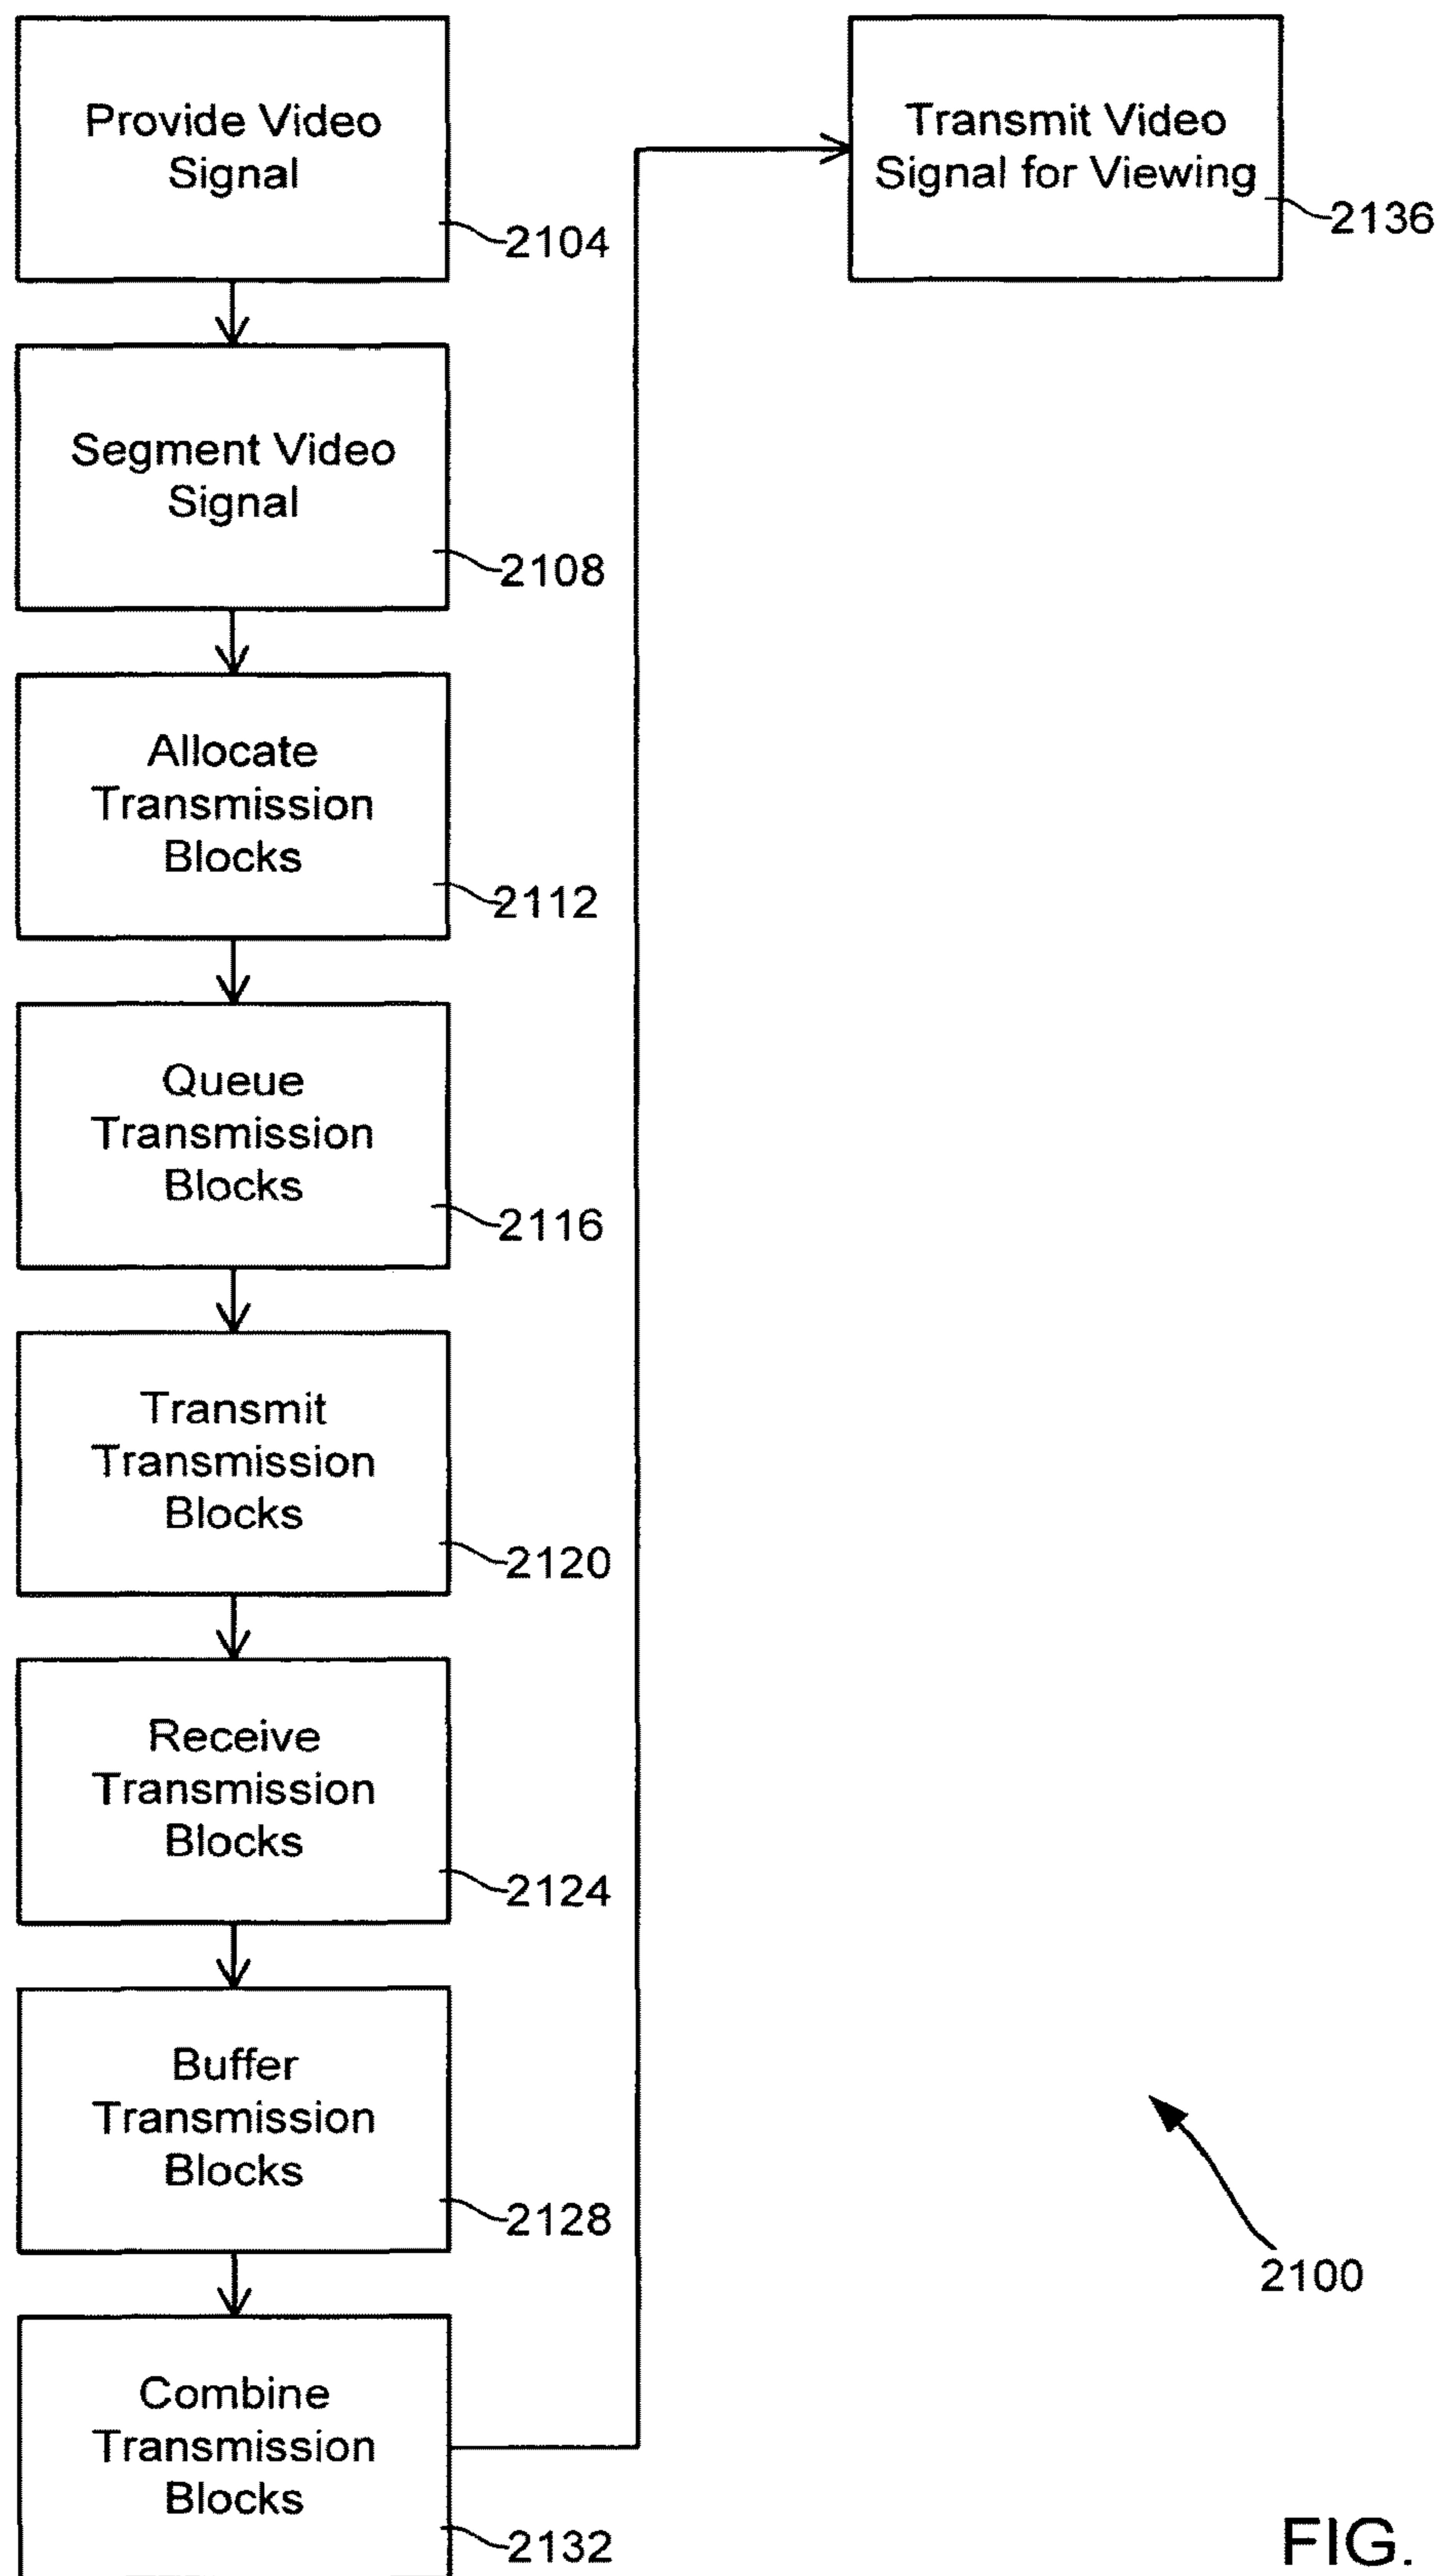 Provide Video
Signal
2104
Segment Video
Signal
2108
Allocate
Transmission
Blocks
2112
Queue
Transmission
Blocks
2116
Transmit
Transmission
Blocks
2120
Receive
Transmission
Blocks
2124
Buffer
Transmission
Blocks
2128
Combine
Transmission
Blocks
2132
Transmit Video
Signal for Viewing
2136
2100
FIG.